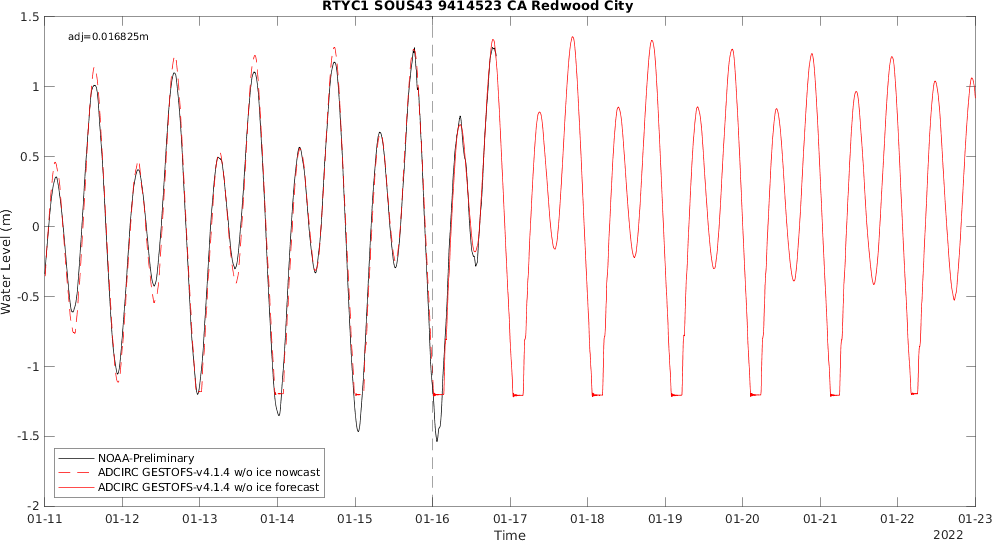 RTYC1 SOUS43 9414523 CA Redwood City
adj=0.016825m
Water Level (m)
1.5
1
0.5
0
-0.5
-1
-1.5
-2
NOAA-Preliminary
ADCIRC GESTOFS-v4.1.4 w/o ice nowcast
ADCIRC GESTOFS-v4.1.4 w/o ice forecast
01-11 01-12 01-13 01-14 01-15 01-16 01-17 01-18 01-19 01-20 01-21 01-22 01-23
Time
2022